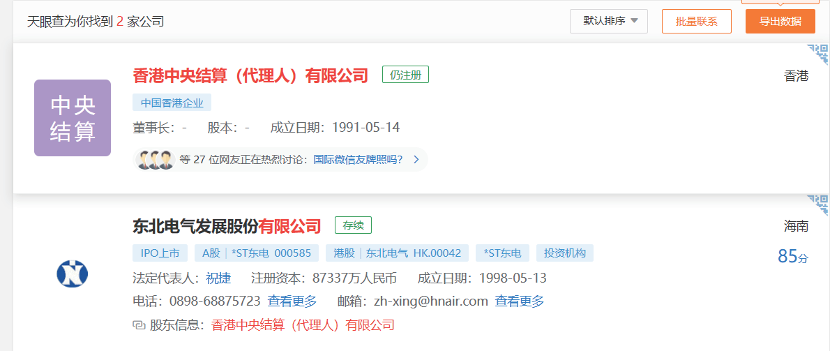 天眼查为你找到 2 家公司
默认排序
批量联系
导出数据
中央
结算
香港中央结算（代理人）有限公司
仍注册
香港
中国香港企业
董事长：- 股本：- 成立日期：1991-05-14
等 27 位网友正在热烈讨论：国际微信友牌照吗？ >
东北电气发展股份有限公司
存续
海南
IPO上市 A股 | *ST东电 000585 港股 | 东北电气 HK.00042 *ST东电 投资机构
85分
N
法定代表人：祝捷 注册资本：87337万人民币 成立日期：1998-05-13
电话：0898-68875723 查看更多 邮箱：zh-xing@hnair.com 查看更多
股东信息：香港中央结算（代理人）有限公司